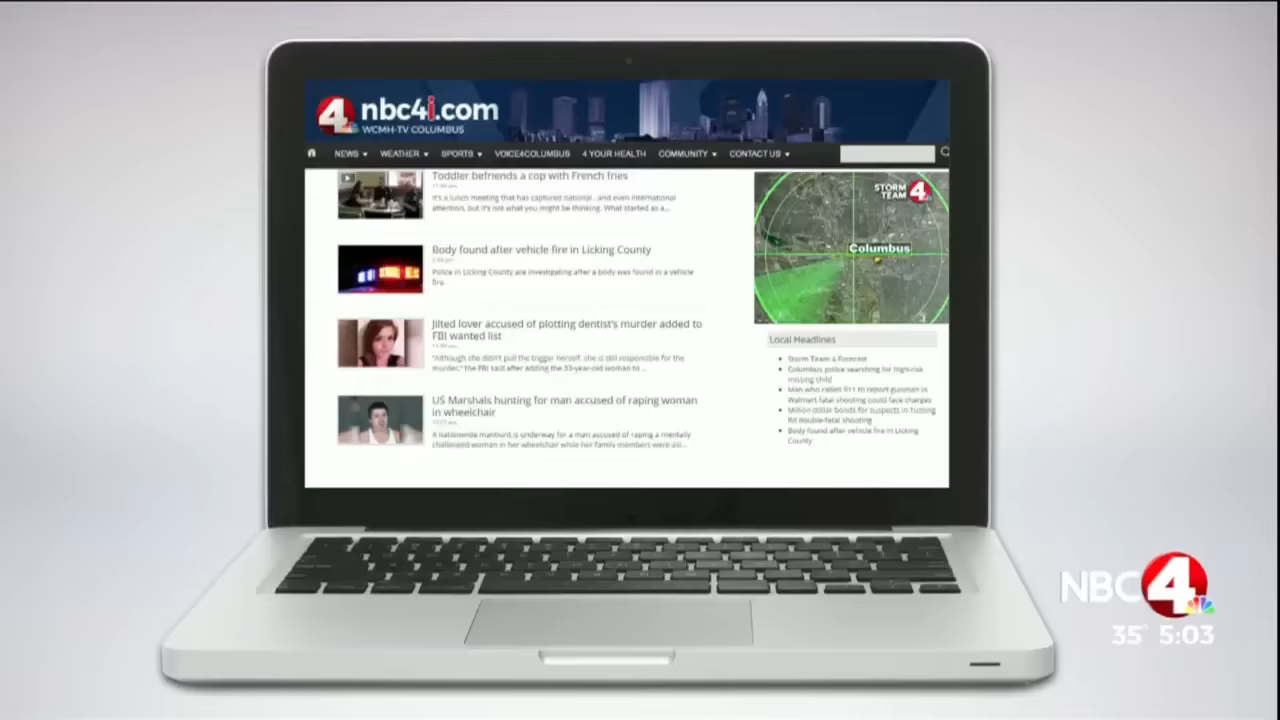 4 nbc4i.com
WCMH-TV COLUMBUS
NEWS WEATHER SPORTS VOICE4COLUMBUS 4 YOUR HEALTH COMMUNITY CONTACT US
Toddler befriends a cop with French fries
It's a lunch meeting that has captured national...and even international
attention, but it's not what you might be thinking. What started as a...
Body found after vehicle fire in Licking County
Police in Licking County are investigating after a body was found in a vehicle
fire.
Jilted lover accused of plotting dentist's murder added to
FBI wanted list
"Although she didn't pull the trigger herself, she is still responsible for the
murder," the FBI said after adding the 33-year-old woman to ...
US Marshals hunting for man accused of raping woman
in wheelchair
A nationwide manhunt is underway for a man accused of raping a mentally
challenged woman in her wheelchair while her family members were
STORM
TEAM 4
Columbus
Local Headlines
Storm Team 4 Forecast
Columbus police searching for high-risk
missing child
Man who called 911 to report gunman in
Walmart fatal shooting could face charges
Million dollar bonds for suspects in
Rd double-fatal shooting
Body found after vehicle fire in Licking
County
NBC 4
35° 5:03